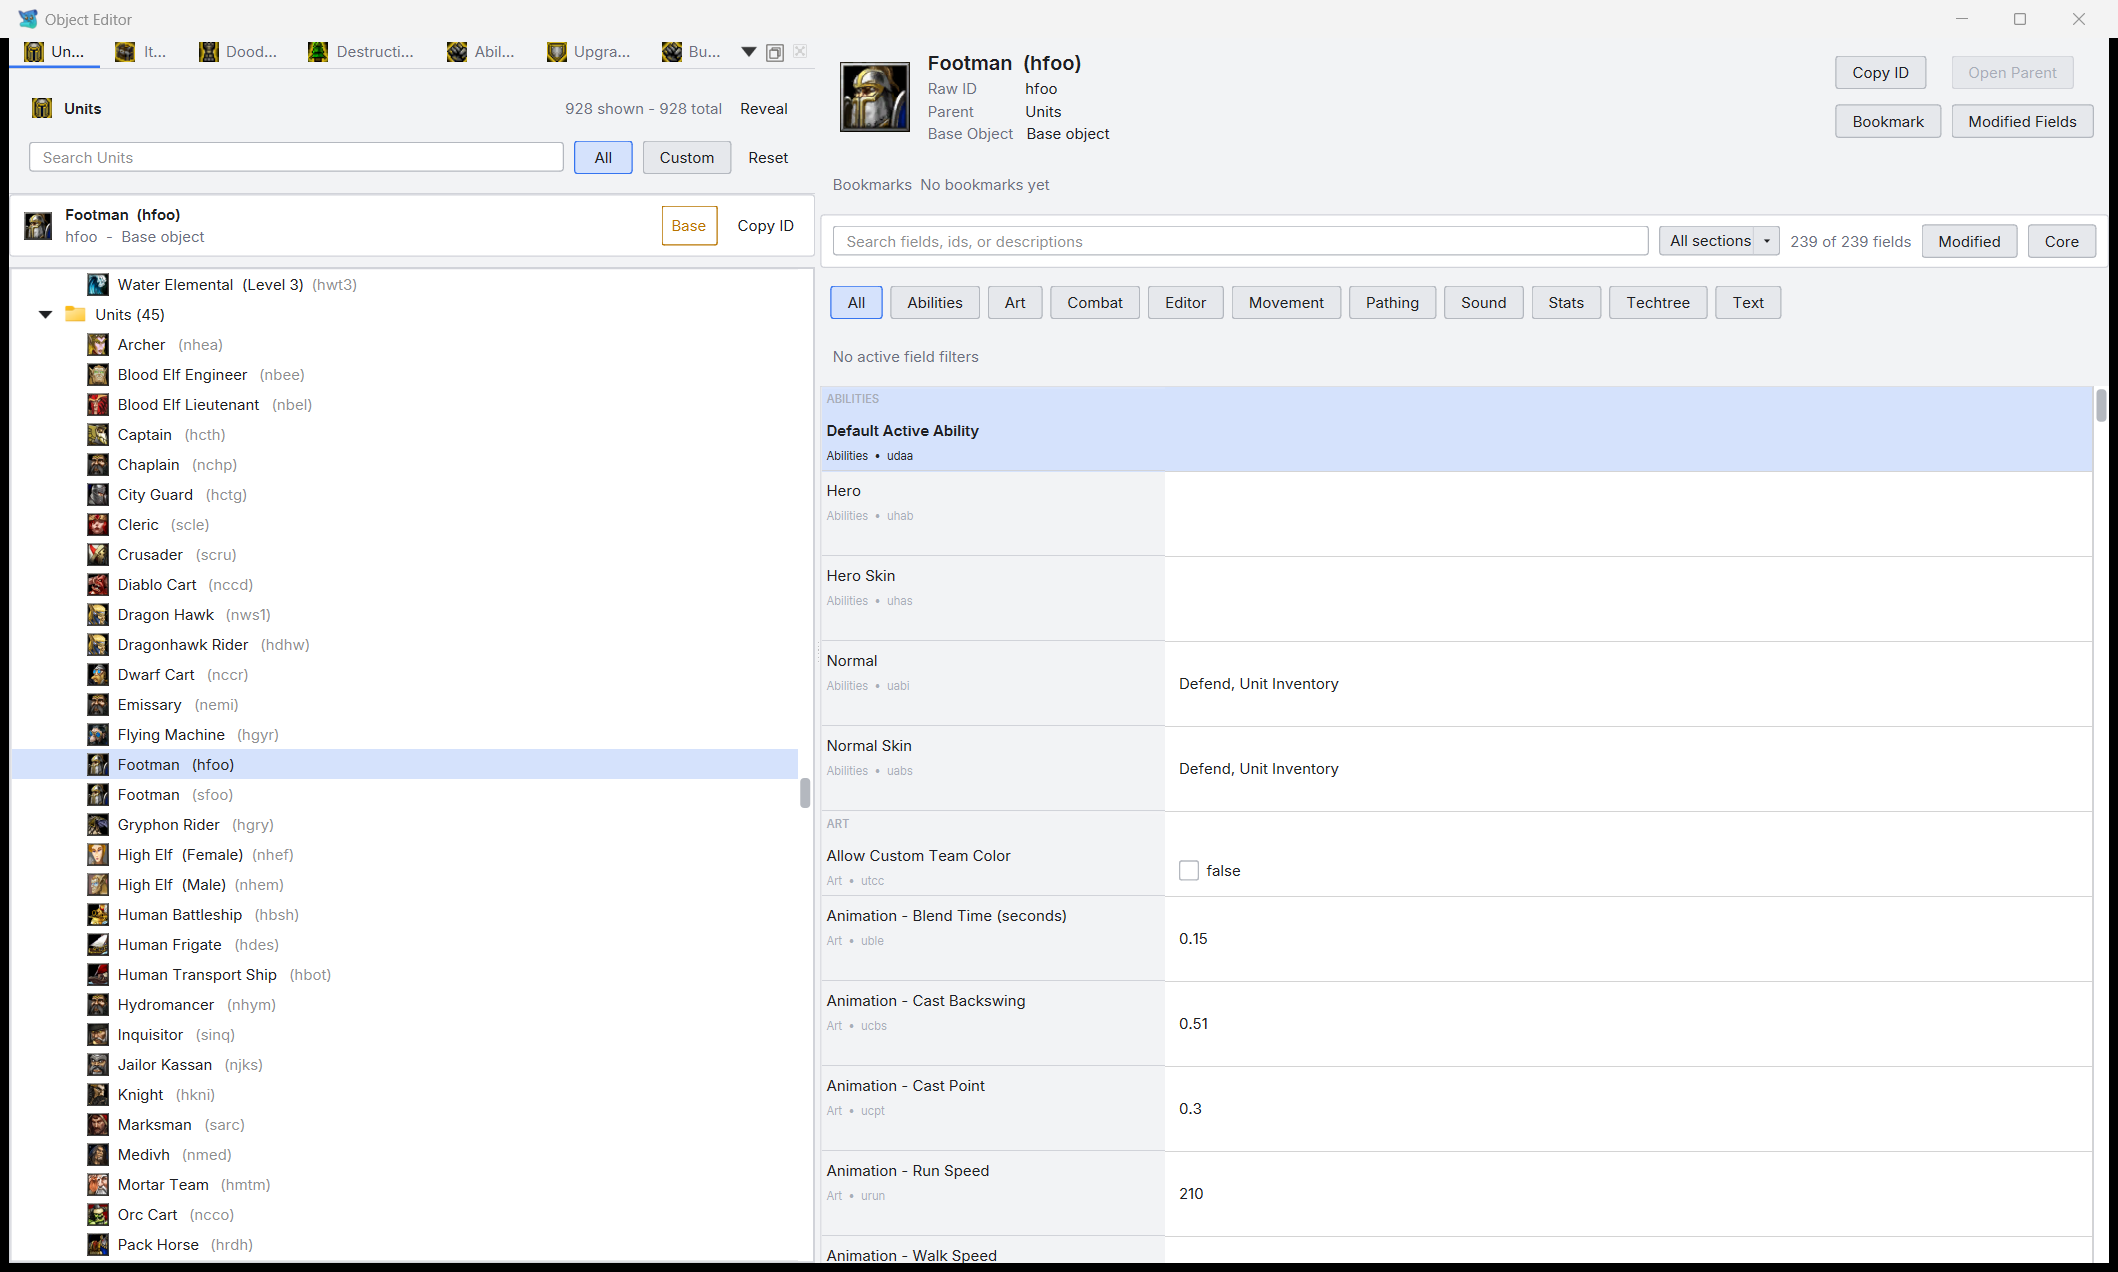 Object Editor
Un...
It...
Dood...
Destructi...
Abil...
Upgra...
Bu...
Units
928 shown - 928 total
Reveal
Search Units
All
Custom
Reset
Footman (hfoo)
hfoo - Base object
Base
Copy ID
Water Elemental (Level 3) (hwt3)
Units (45)
Archer (nhea)
Blood Elf Engineer (nbee)
Blood Elf Lieutenant (nbel)
Captain (hcth)
Chaplain (nchp)
City Guard (hctg)
Cleric (scle)
Crusader (scru)
Diablo Cart (nccd)
Dragon Hawk (nws1)
Dragonhawk Rider (hdhw)
Dwarf Cart (nccr)
Emissary (nemi)
Flying Machine (hgyr)
Footman (hfoo)
Footman (sfoo)
Gryphon Rider (hgry)
High Elf (Female) (nhef)
High Elf (Male) (nhem)
Human Battleship (hbsh)
Human Frigate (hdes)
Human Transport Ship (hbot)
Hydromancer (nhym)
Inquisitor (sinq)
Jailor Kassan (njks)
Knight (hkni)
Marksman (sarc)
Medivh (nmed)
Mortar Team (hmtm)
Orc Cart (ncco)
Pack Horse (hrdh)
Footman (hfoo)
Raw ID hfoo
Parent Units
Base Object Base object
Copy ID
Open Parent
Bookmark
Modified Fields
Bookmarks No bookmarks yet
Search fields, ids, or descriptions
All sections
239 of 239 fields
Modified
Core
All
Abilities
Art
Combat
Editor
Movement
Pathing
Sound
Stats
Techtree
Text
No active field filters
ABILITIES
Default Active Ability
Abilities • udaa
Hero
Abilities • uhab
Hero Skin
Abilities • uhas
Normal
Abilities • uabi
Defend, Unit Inventory
Normal Skin
Abilities • uabs
Defend, Unit Inventory
ART
Allow Custom Team Color
Art • utcc
false
Animation - Blend Time (seconds)
Art • uble
0.15
Animation - Cast Backswing
Art • ucbs
0.51
Animation - Cast Point
Art • ucpt
0.3
Animation - Run Speed
Art • urun
210
Animation - Walk Speed